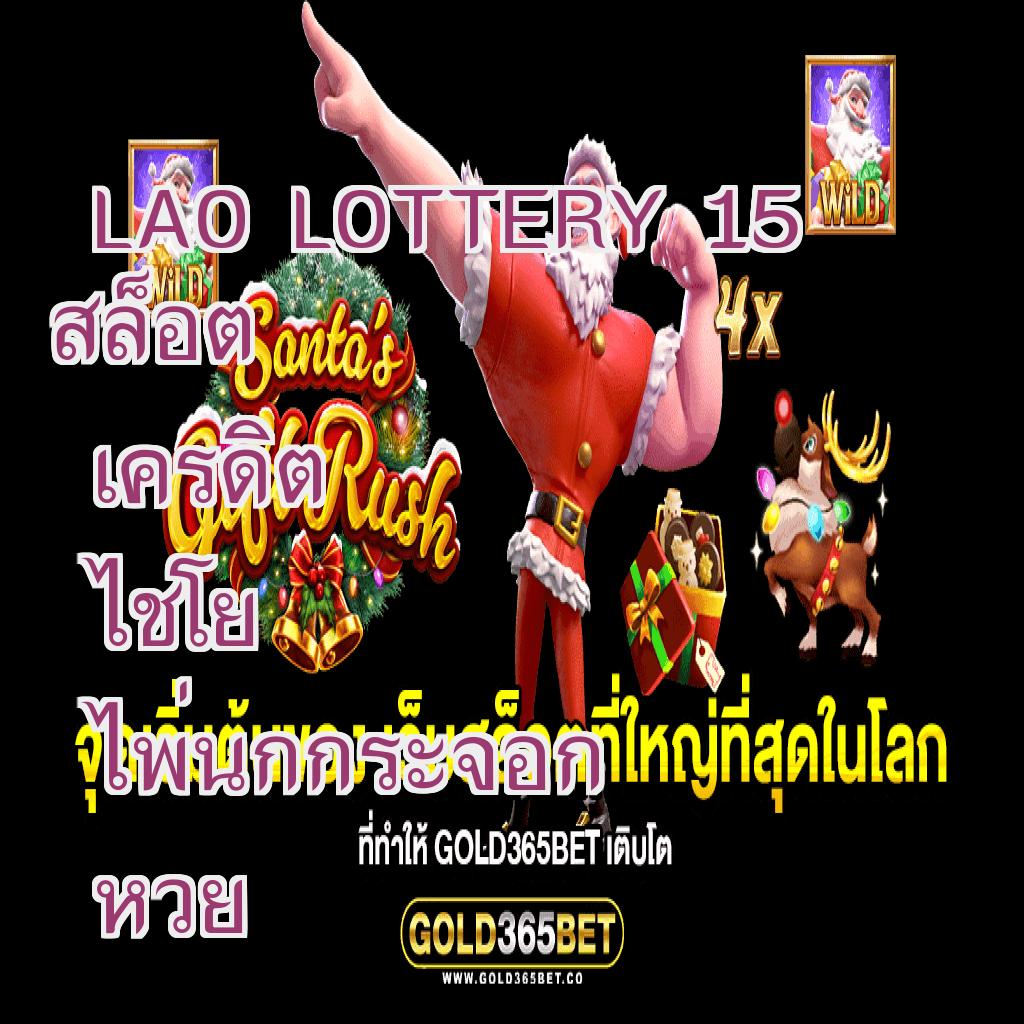 WILD
LAO LOTTERY 15
WILD
สล็อต
Santa's
4x
เครดิต
Gift Rush
ไชโย
ที่ใหญ่ที่สุดในโลก
ไพ่นกกระจอก
ที่ทำให้ GOLD365BET เติบโต
หวย
GOLD365BET
WWW.GOLD365BET.CO